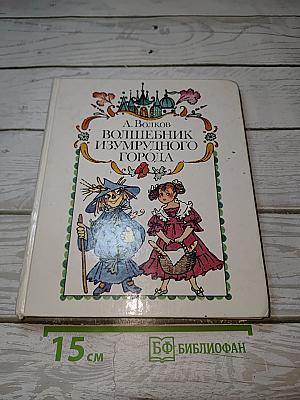 А. Волков
ВОЛШЕБНИК
ИЗУМРУДНОГО
ГОРОДА
15 см
БФ БИБЛИОФАН